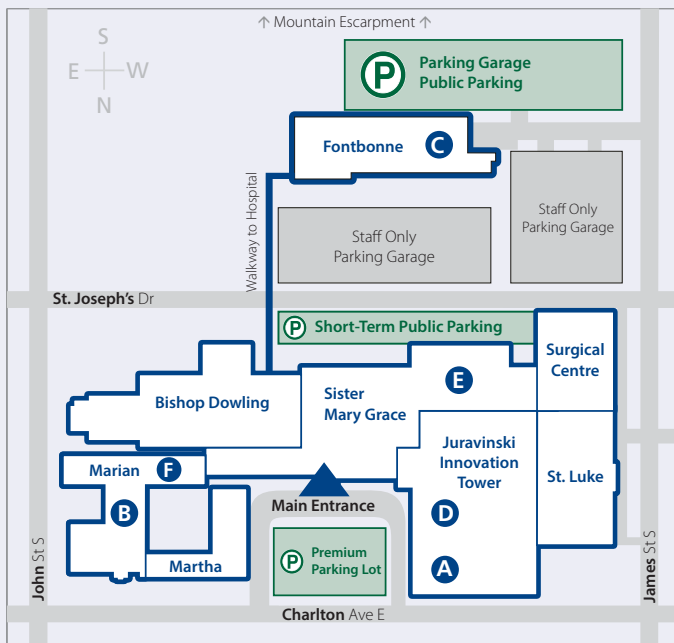 ↑ Mountain Escarpment ↑
S
E W
N
P
Parking Garage
Public Parking
Fontbonne
C
Walkway to Hospital
Staff Only
Parking Garage
Staff Only
Parking Garage
St. Joseph's Dr
P Short-Term Public Parking
Surgical
Centre
E
Bishop Dowling
Sister
Mary Grace
Juravinski
Innovation
Tower
St. Luke
Marian F
B
D
Main Entrance
Martha
P
Premium
Parking Lot
A
John St S
James St S
Charlton Ave E